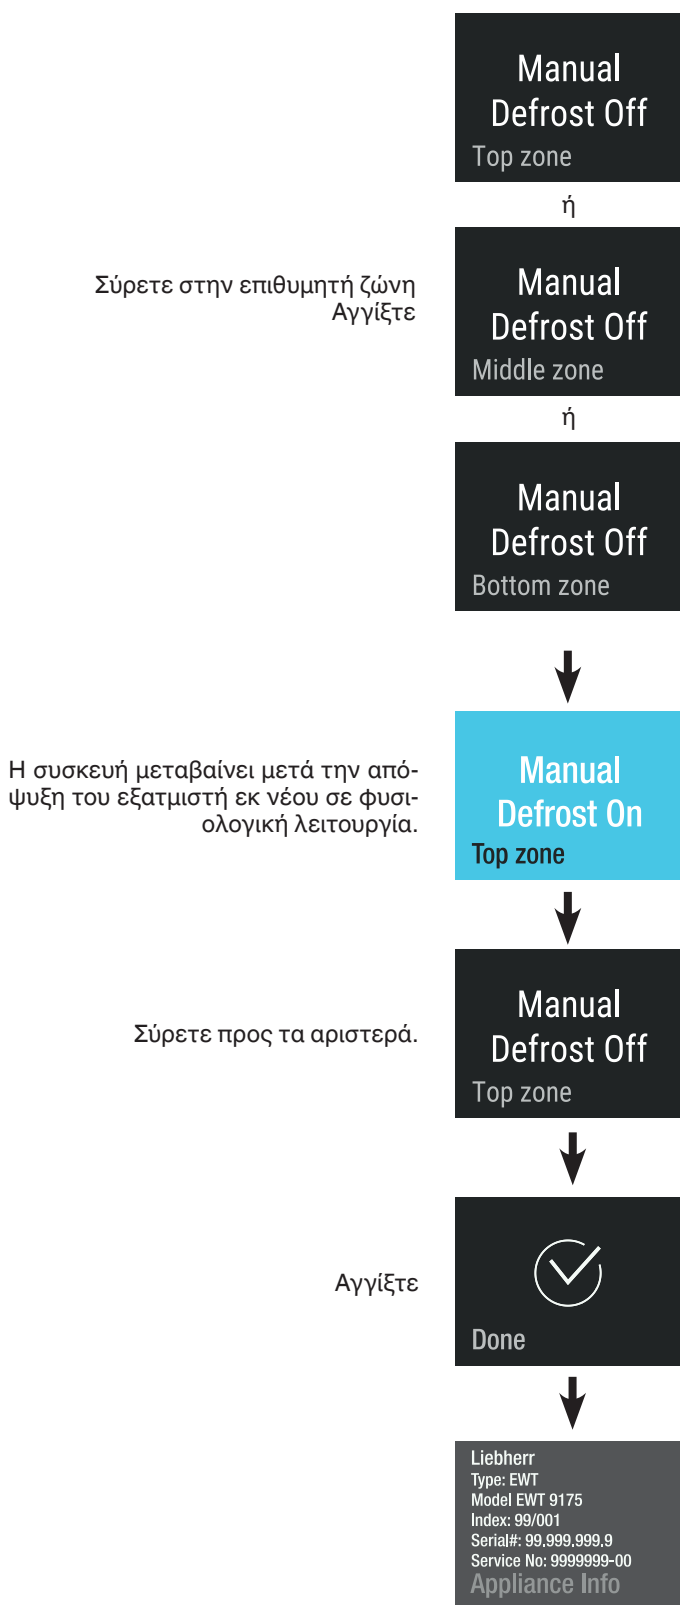 Manual
Defrost Off
Top zone
ή
Σύρετε στην επιθυμητή ζώνη
Αγγίξτε
Manual
Defrost Off
Middle zone
ή
Manual
Defrost Off
Bottom zone
Η συσκευή μεταβαίνει μετά την από-
ψυξη του εξατμιστή εκ νέου σε φυσι-
ολογική λειτουργία.
Manual
Defrost On
Top zone
Σύρετε προς τα αριστερά.
Manual
Defrost Off
Top zone
Αγγίξτε
Done
Liebherr
Type: EWT
Model EWT 9175
Index: 99/001
Serial#: 99.999.999.9
Service No: 9999999-00
Appliance Info